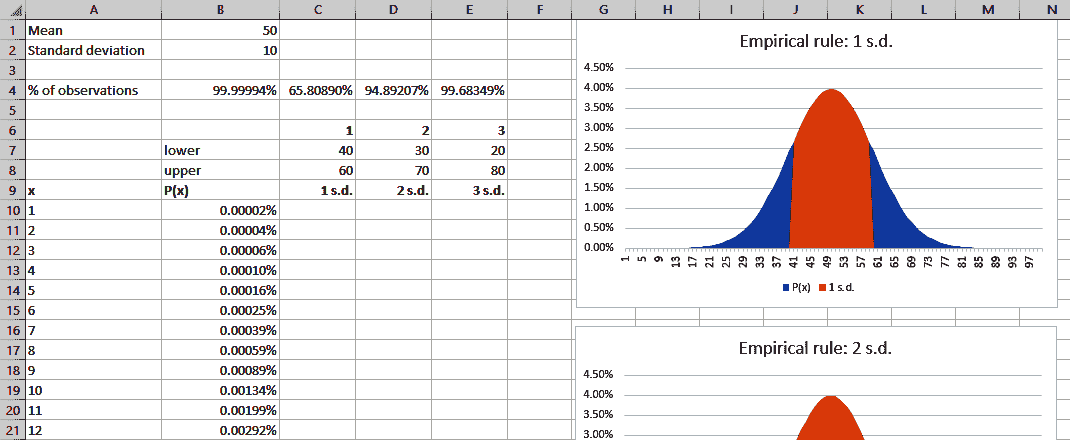 A B C D E F G H I J K L M N
1 Mean 50
2 Standard deviation 10
3
4 % of observations 99.99994% 65.80890% 94.89207% 99.68349%
5
6 1 2 3
7 lower 40 30 20
8 upper 60 70 80
9 x P(x) 1 s.d. 2 s.d. 3 s.d.
10 1 0.00002%
11 2 0.00004%
12 3 0.00006%
13 4 0.00010%
14 5 0.00016%
15 6 0.00025%
16 7 0.00039%
17 8 0.00059%
18 9 0.00089%
19 10 0.00134%
20 11 0.00199%
21 12 0.00292%
Empirical rule: 1 s.d.
4.50%
4.00%
3.50%
3.00%
2.50%
2.00%
1.50%
1.00%
0.50%
0.00%
1 5 9 13 17 21 25 29 33 37 41 45 49 53 57 61 65 69 73 77 81 85 89 93 97
P(x) 1 s.d.
Empirical rule: 2 s.d.
4.50%
4.00%
3.50%
3.00%